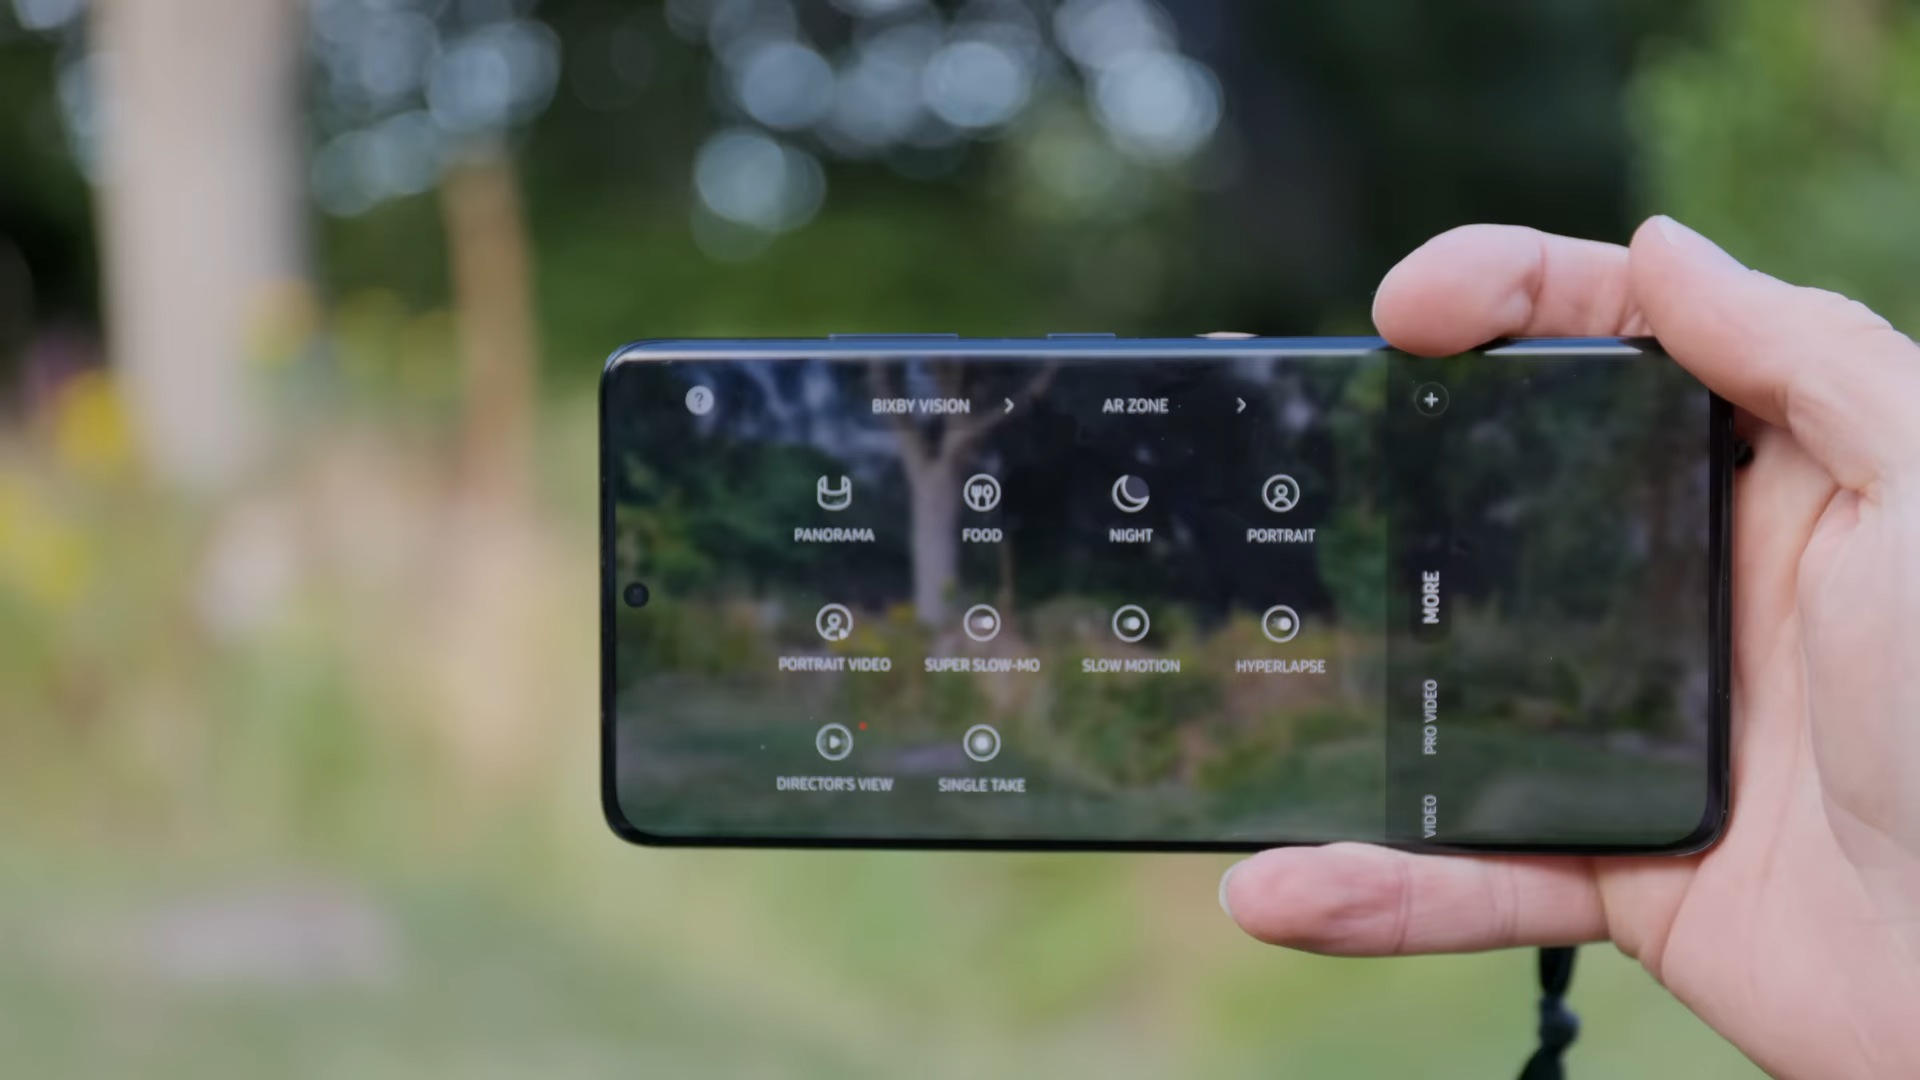 ?
BIXBY VISION >
AR ZONE >
+
PANORAMA
FOOD
NIGHT
PORTRAIT
PORTRAIT VIDEO
SUPER SLOW-MO
SLOW MOTION
HYPERLAPSE
DIRECTOR'S VIEW
SINGLE TAKE
MORE
PRO VIDEO
VIDEO